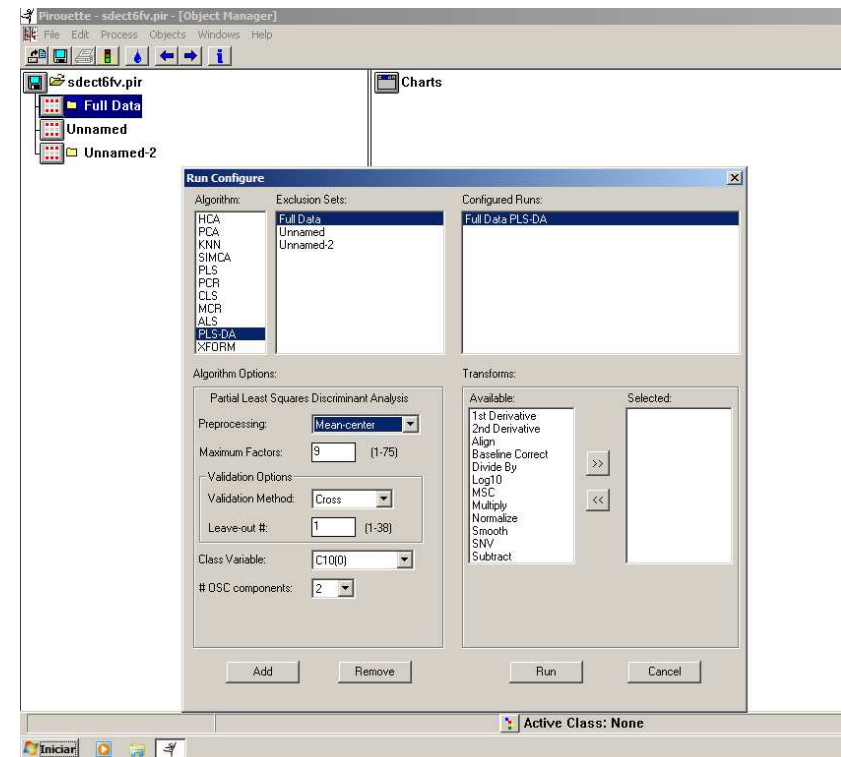 Pirouette - sdect6fv.pir - [Object Manager]
File Edit Process Objects Windows Help
sdect6fv.pir
Full Data
Unnamed
Unnamed-2
Charts
Run Configure
Algorithm:
HCA
PCA
KNN
SIMCA
PLS
PCR
CLS
MCR
ALS
PLS-DA
XFORM
Exclusion Sets:
Full Data
Unnamed
Unnamed-2
Configured Runs:
Full Data PLS-DA
Algorithm Options:
Partial Least Squares Discriminant Analysis
Preprocessing: Mean-center
Maximum Factors: 9 (1-75)
Validation Options
Validation Method: Cross
Leave-out #: 1 (1-38)
Class Variable: C10(0)
# OSC components: 2
Transforms:
Available:
1st Derivative
2nd Derivative
Align
Baseline Correct
Divide By
Log10
MSC
Multiply
Normalize
Smooth
SNV
Subtract
>>
<<
Selected:
Add Remove Run Cancel
Active Class: None
Iniciar